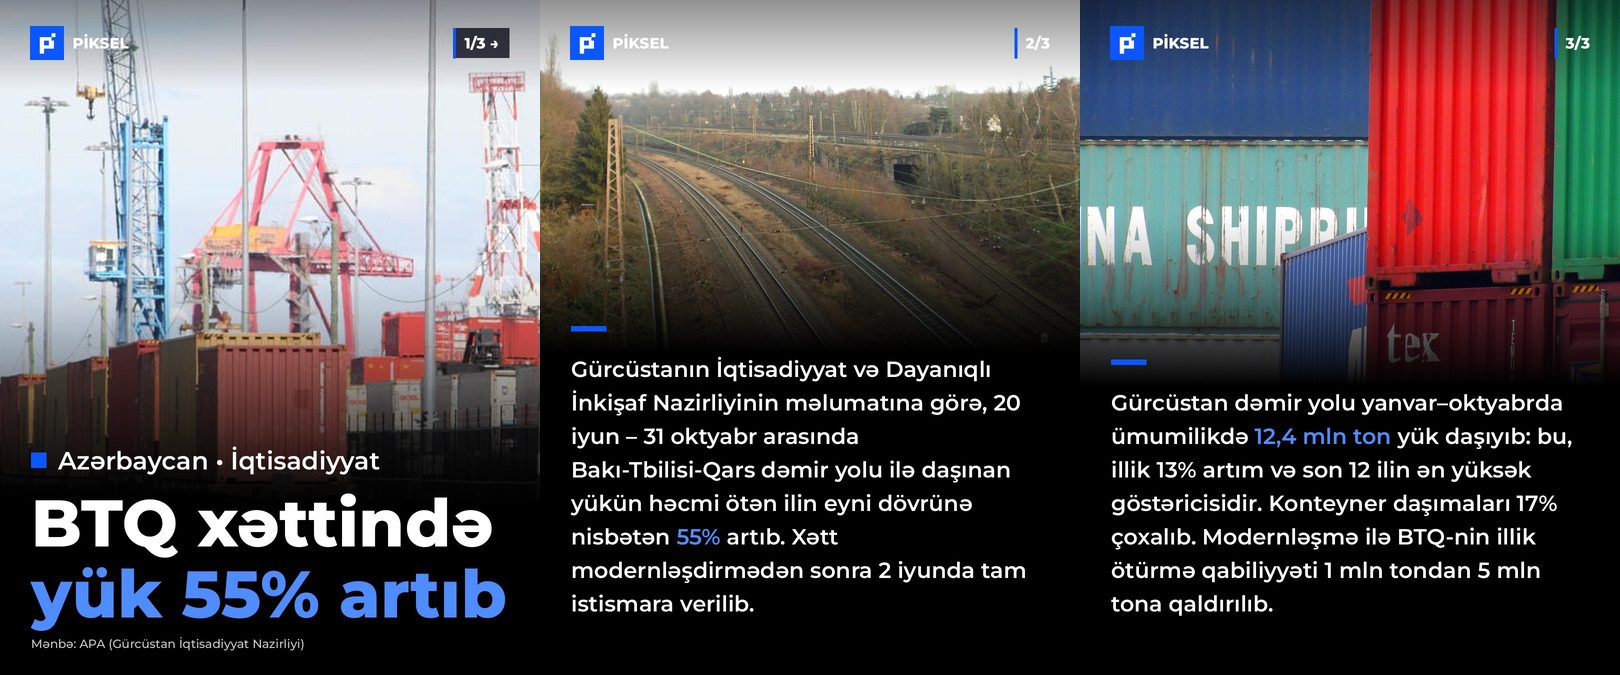 PİKSEL
1/3 →
Azərbaycan • İqtisadiyyat
BTQ xəttində
yük 55% artıb
Mənbə: APA (Gürcüstan İqtisadiyyat Nazirliyi)
PİKSEL
2/3
Gürcüstanın İqtisadiyyat və Dayanıqlı
İnkişaf Nazirliyinin məlumatına görə, 20
iyun – 31 oktyabr arasında
Bakı-Tbilisi-Qars dəmir yolu ilə daşınan
yükün həcmi ötən ilin eyni dövrünə
nisbətən 55% artıb. Xətt
modernləşdirmədən sonra 2 iyunda tam
istismara verilib.
PİKSEL
3/3
NA SHIPPI
tex
Gürcüstan dəmir yolu yanvar–oktyabrda
ümumilikdə 12,4 mln ton yük daşıyıb: bu,
illik 13% artım və son 12 ilin ən yüksək
göstəricisidir. Konteyner daşımaları 17%
çoxalıb. Modernləşmə ilə BTQ-nin illik
ötürmə qabiliyyəti 1 mln tondan 5 mln
tona qaldırılıb.